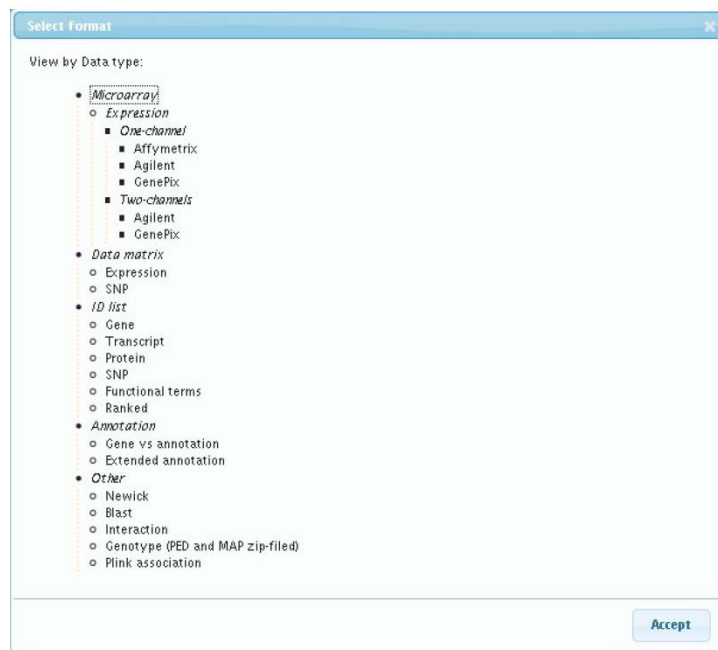 Select format
View by Data type:
Microarray
Expression
One-channel
Affymetrix
Agilent
GenePix
Two-channels
Agilent
GenePix
Data matrix
Expression
SNP
ID list
Gene
Transcript
Protein
SNP
Functional terms
Ranked
Annotation
Gene vs annotation
Extended annotation
Other
Newick
Blast
Interaction
Genotype (PED and MAP zip-filed)
Plink association
Accept